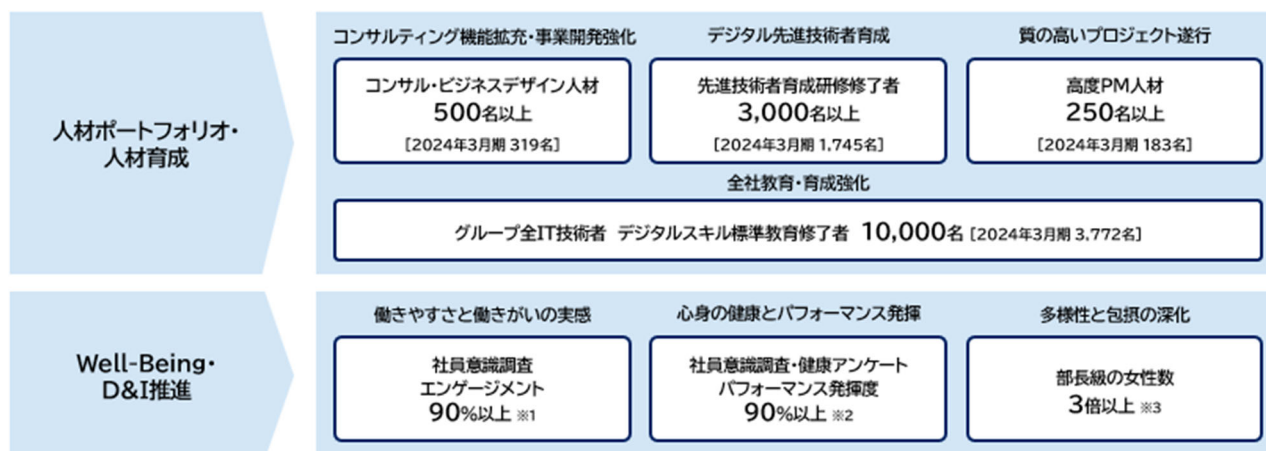 人材ポートフォリオ・
人材育成
コンサルティング機能拡充・事業開発強化
コンサル・ビジネスデザイン人材
500名以上
[2024年3月期 319名]
デジタル先進技術者育成
先進技術者育成研修修了者
3,000名以上
[2024年3月期 1,745名]
質の高いプロジェクト遂行
高度PM人材
250名以上
[2024年3月期 183名]
全社教育・育成強化
グループ全IT技術者 デジタルスキル標準教育修了者 10,000名 [2024年3月期 3,772名]
Well-Being・
D&I推進
働きやすさと働きがいの実感
社員意識調査
エンゲージメント
90%以上 ※1
心身の健康とパフォーマンス発揮
社員意識調査・健康アンケート
パフォーマンス発揮度
90%以上 ※2
多様性と包摂の深化
部長級の女性数
3倍以上 ※3